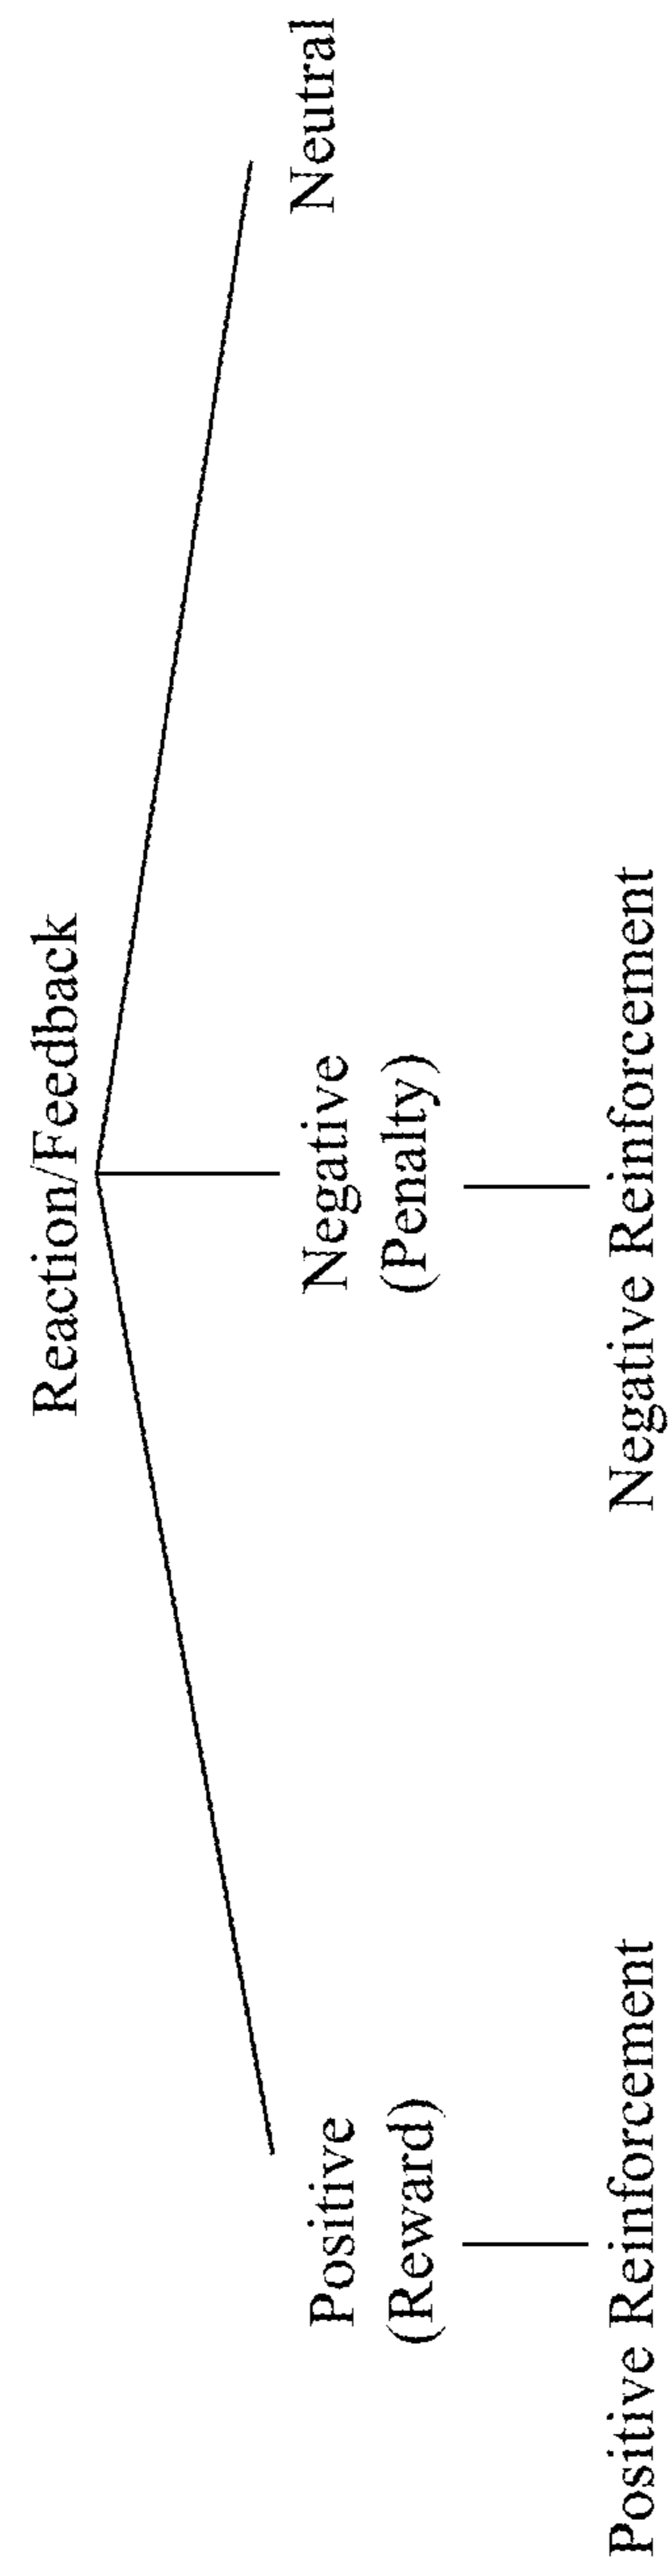 Reaction/Feedback
Positive
(Reward)
Negative
(Penalty)
Neutral
Positive Reinforcement
Negative Reinforcement